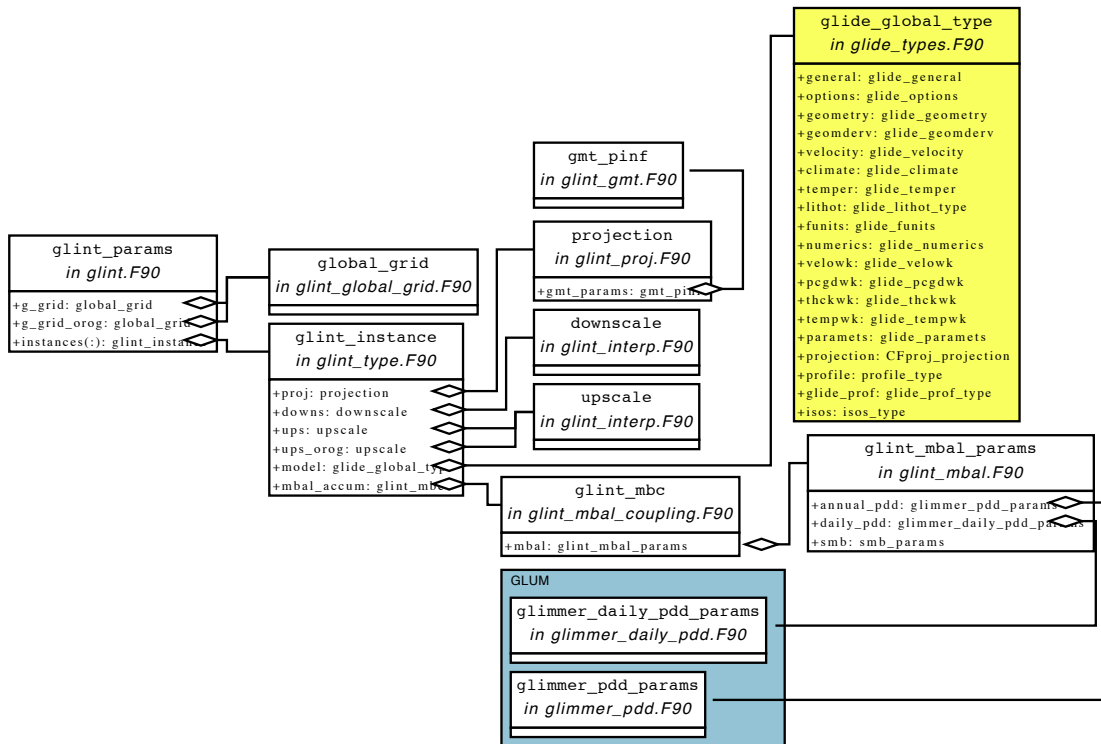 glide_global_type
in glide_types.F90
+general: glide_general
+options: glide_options
+geometry: glide_geometry
+geomderv: glide_geomderv
+velocity: glide_velocity
+climate: glide_climate
+temper: glide_temper
+lithot: glide_lithot_type
+funits: glide_funits
+numerics: glide_numerics
+velowk: glide_velowk
+pcgdwk: glide_pcgdwk
+thckwk: glide_thckwk
+tempwk: glide_tempwk
+paramets: glide_paramets
+projection: CFproj_projection
+profile: profile_type
+glide_prof: glide_prof_type
+isos: isos_type
gmt_pinf
in glint_gmt.F90
projection
in glint_proj.F90
+gmt_params: gmt_pinf
glint_params
in glint.F90
+g_grid: global_grid
+g_grid_orog: global_grid
+instances(:): glint_instan
global_grid
in glint_global_grid.F90
glint_instance
in glint_type.F90
+proj: projection
+downs: downscale
+ups: upscale
+ups_orog: upscale
+model: glide_global_typ
+mbal_accum: glint_mbc
downscale
in glint_interp.F90
upscale
in glint_interp.F90
glint_mbc
in glint_mbal_coupling.F90
+mbal: glint_mbal_params
glint_mbal_params
in glint_mbal.F90
+annual_pdd: glimmer_pdd_params
+daily_pdd: glimmer_daily_pdd_params
+smb: smb_params
GLUM
glimmer_daily_pdd_params
in glimmer_daily_pdd.F90
glimmer_pdd_params
in glimmer_pdd.F90